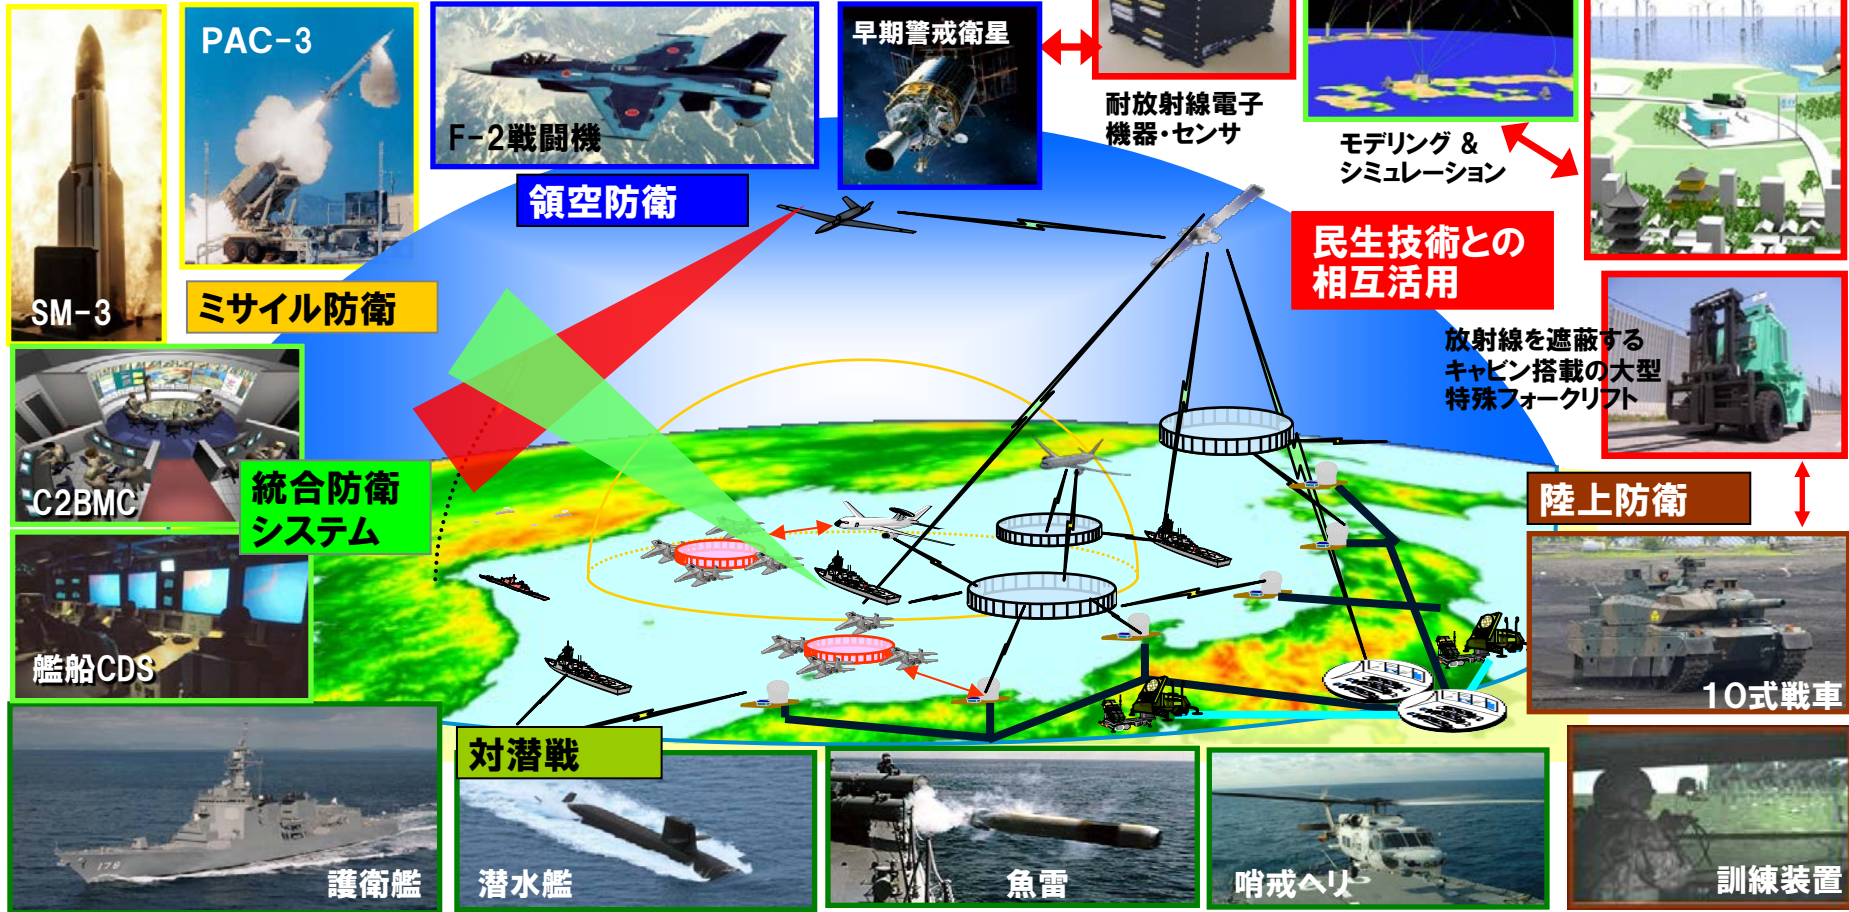 PAC-3
SM-3
ミサイル防衛
F-2戦闘機
領空防衛
早期警戒衛星
耐放射線電子
機器・センサ
モデリング &
シミュレーション
民生技術との
相互活用
放射線を遮蔽する
キャビン搭載の大型
特殊フォークリフト
C2BMC
統合防衛
システム
艦船CDS
陸上防衛
10式戦車
対潜戦
178
護衛艦
潜水艦
魚雷
哨戒ヘリ
訓練装置